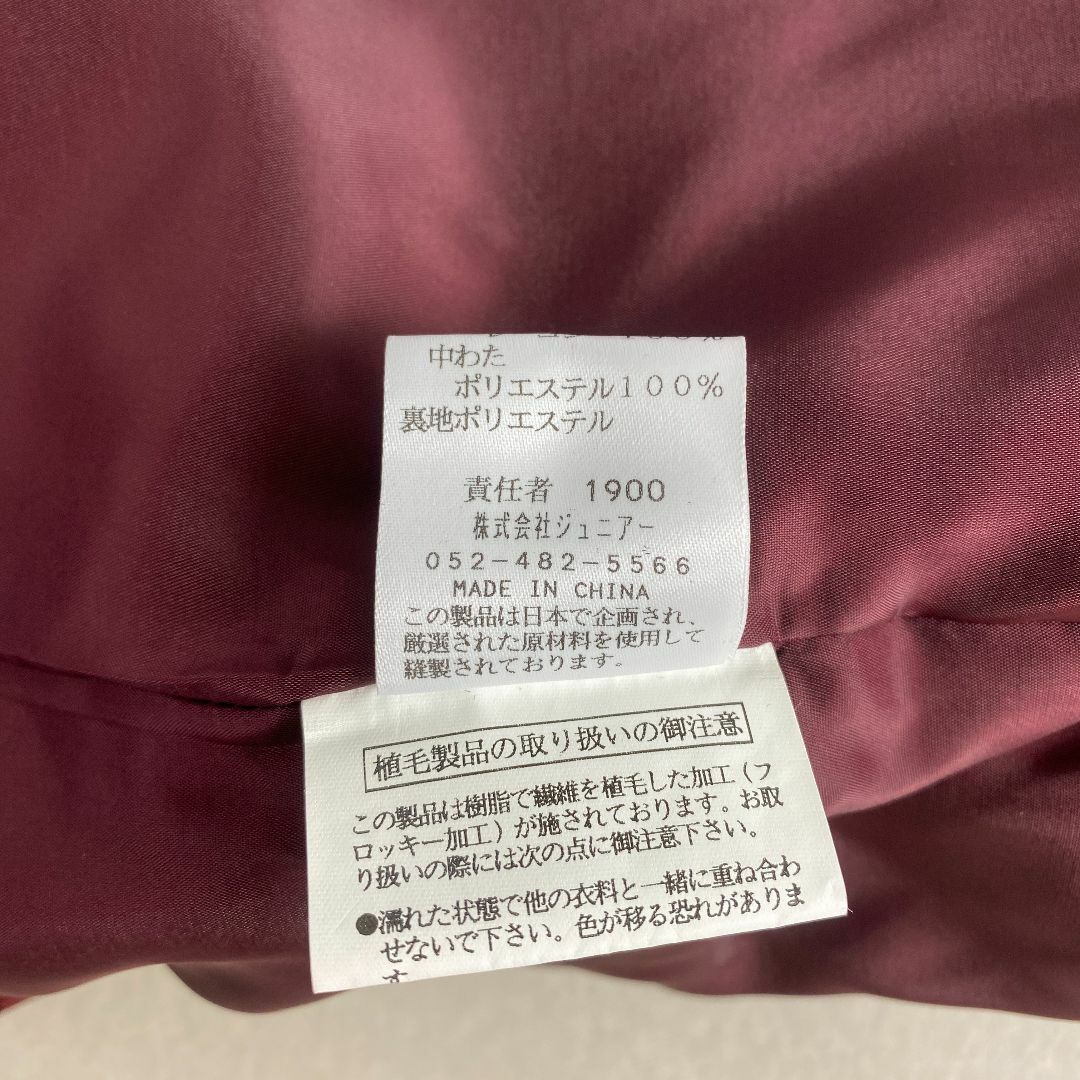 中わた
ポリエステル１００％
裏地ポリエステル
責任者 1900
株式会社ジュニアー
052-482-5566
MADE IN CHINA
この製品は日本で企画され、
厳選された原材料を使用して
縫製されております。
植毛製品の取り扱いの御注意
この製品は樹脂で繊維を植毛した加工（フ
ロッキー加工）が施されております。お取
り扱いの際には次の点に御注意下さい。
●濡れた状態で他の衣料と一緒に重ね合わ
せないで下さい。色が移る恐れがありま
す